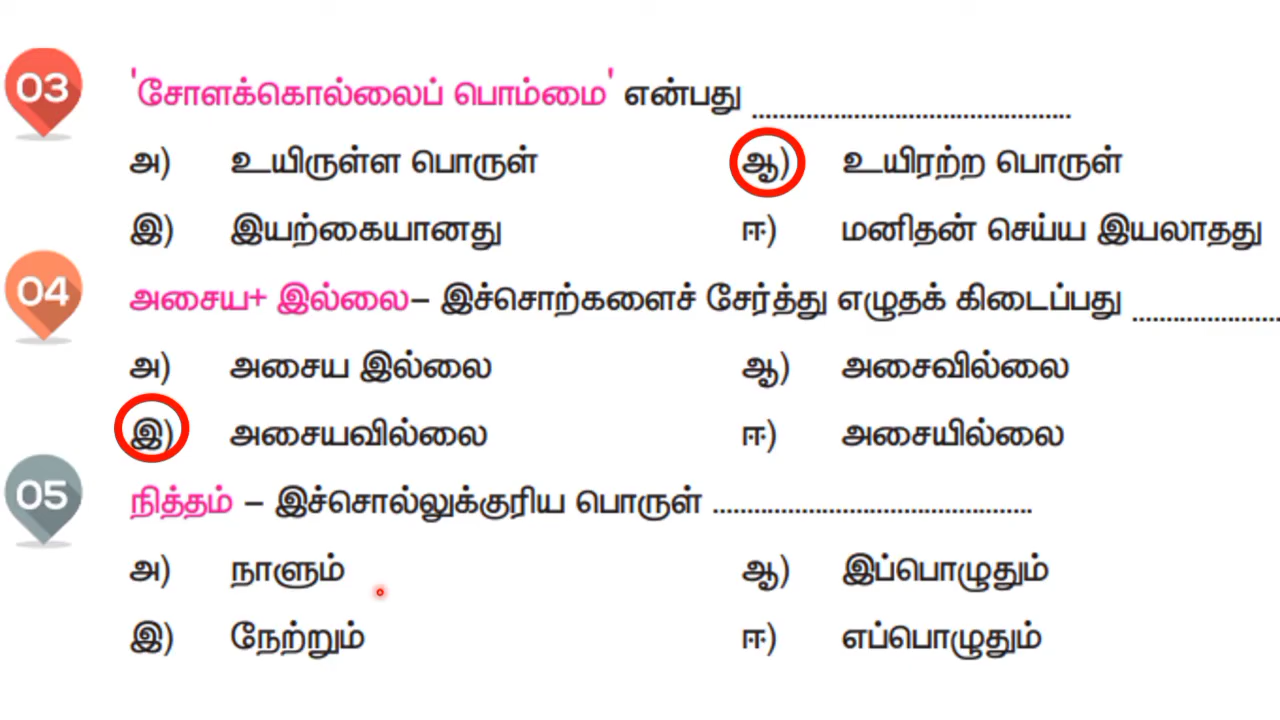 03 'சோளக்கொல்லைப் பொம்மை' என்பது ................................................
அ) உயிருள்ள பொருள் ஆ) உயிரற்ற பொருள்
இ) இயற்கையானது ஈ) மனிதன் செய்ய இயலாதது
04 அசைய+ இல்லை– இச்சொற்களைச் சேர்த்து எழுதக் கிடைப்பது ......................
அ) அசைய இல்லை ஆ) அசைவில்லை
இ) அசையவில்லை ஈ) அசையில்லை
05 நித்தம் – இச்சொல்லுக்குரிய பொருள் ................................................
அ) நாளும் ஆ) இப்பொழுதும்
இ) நேற்றும் ஈ) எப்பொழுதும்